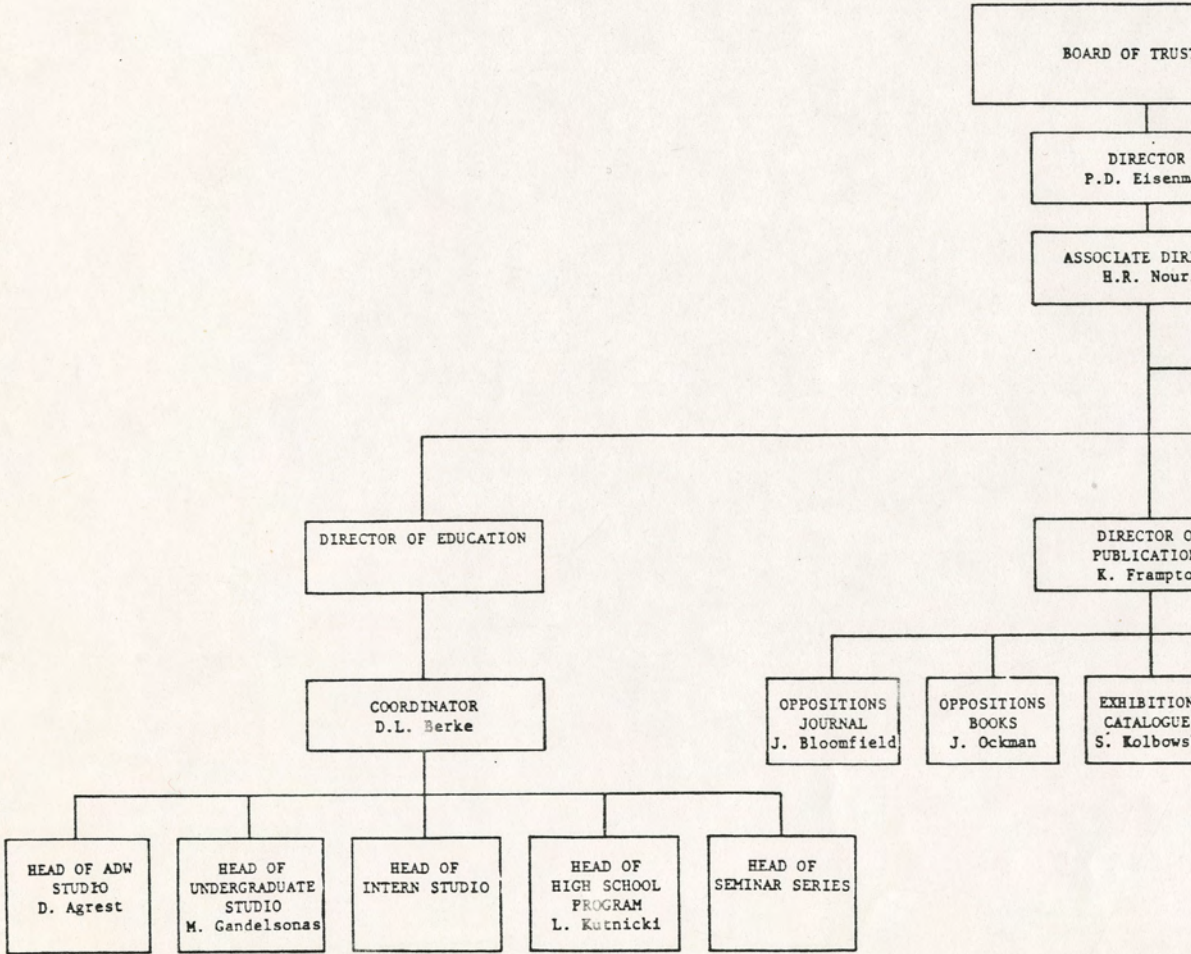 BOARD OF TRUST
DIRECTOR
P.D. Eisenm
ASSOCIATE DIR
H.R. Nour
DIRECTOR OF EDUCATION
DIRECTOR O
PUBLICATION
K. Frampto
COORDINATOR
D.L. Berke
OPPOSITIONS
JOURNAL
J. Bloomfield
OPPOSITIONS
BOOKS
J. Ockman
EXHIBITION
CATALOGUE
S. Kolbows
HEAD OF ADW
STUDIO
D. Agrest
HEAD OF
UNDERGRADUATE
STUDIO
M. Gandelsonas
HEAD OF
INTERN STUDIO
HEAD OF
HIGH SCHOOL
PROGRAM
L. Kutnicki
HEAD OF
SEMINAR SERIES